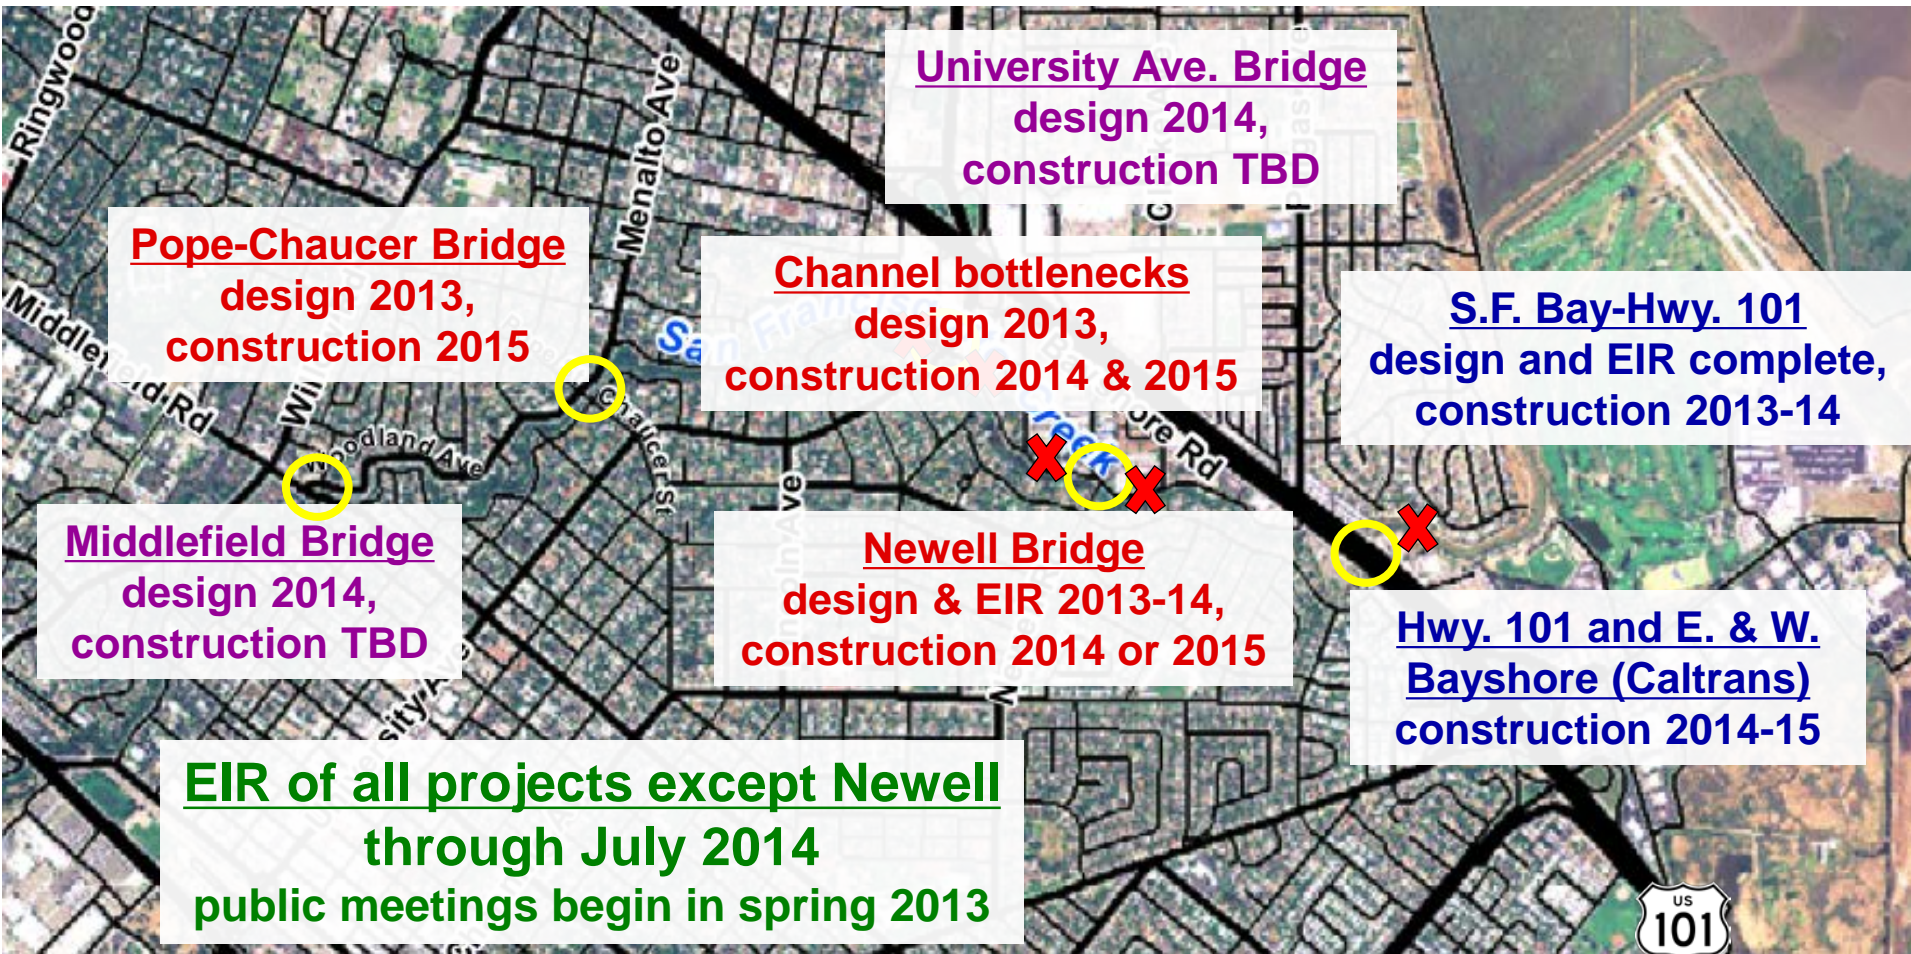 Ringwood
Menalto Ave
University Ave. Bridge
design 2014,
construction TBD
Pope-Chaucer Bridge
design 2013,
construction 2015
Channel bottlenecks
design 2013,
construction 2014 & 2015
S.F. Bay-Hwy. 101
design and EIR complete,
construction 2013-14
San Francisco
Creek
Middlefield Rd
Woodland Ave
Chaucer St
Middlefield Bridge
design 2014,
construction TBD
Newell Bridge
design & EIR 2013-14,
construction 2014 or 2015
Hwy. 101 and E. & W.
Bayshore (Caltrans)
construction 2014-15
EIR of all projects except Newell
through July 2014
public meetings begin in spring 2013
US
101